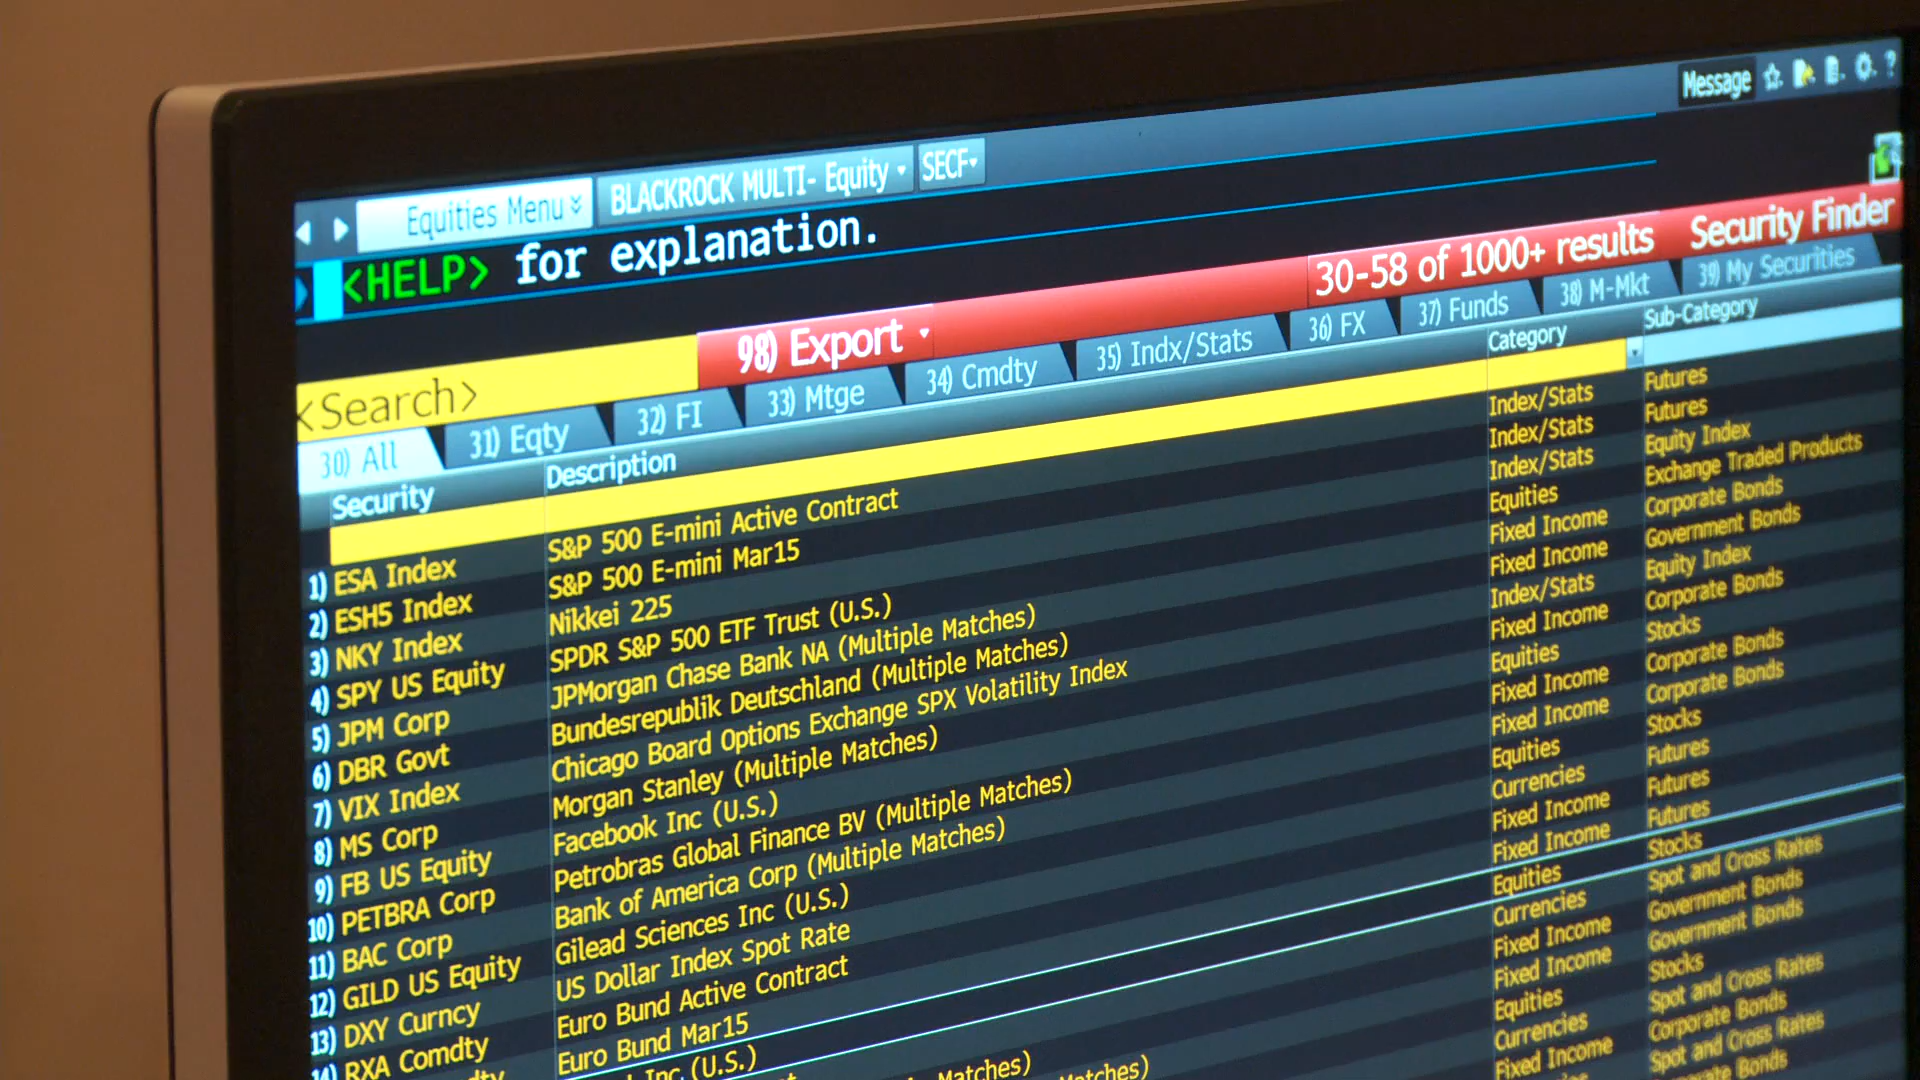 Message ?
Equities Menu BLACKROCK MULTI- Equity SECF
<HELP> for explanation.
<Search> 98) Export 30-58 of 1000+ results Security Finder
30) All 31) Eqty 32) FI 33) Mtge 34) Cmdty 35) Indx/Stats 36) FX 37) Funds 38) M-Mkt 39) My Securities
Security Description Category Sub-Category
1) ESA Index S&P 500 E-mini Active Contract Index/Stats Futures
2) ESH5 Index S&P 500 E-mini Mar15 Index/Stats Futures
3) NKY Index Nikkei 225 Index/Stats Equity Index
4) SPY US Equity SPDR S&P 500 ETF Trust (U.S.) Equities Exchange Traded Products
5) JPM Corp JPMorgan Chase Bank NA (Multiple Matches) Fixed Income Corporate Bonds
6) DBR Govt Bundesrepublik Deutschland (Multiple Matches) Fixed Income Government Bonds
7) VIX Index Chicago Board Options Exchange SPX Volatility Index Index/Stats Equity Index
8) MS Corp Morgan Stanley (Multiple Matches) Fixed Income Corporate Bonds
9) FB US Equity Facebook Inc (U.S.) Equities Stocks
10) PETBRA Corp Petrobras Global Finance BV (Multiple Matches) Fixed Income Corporate Bonds
11) BAC Corp Bank of America Corp (Multiple Matches) Fixed Income Corporate Bonds
12) GILD US Equity Gilead Sciences Inc (U.S.) Equities Stocks
13) DXY Curncy US Dollar Index Spot Rate Currencies Futures
14) RXA Comdty Euro Bund Active Contract Fixed Income Futures
Euro Bund Mar15 Fixed Income Futures
Inc. (U.S.) Equities Stocks
Matches) Currencies Spot and Cross Rates
Matches) Fixed Income Government Bonds
Fixed Income Government Bonds
Equities Stocks
Currencies Spot and Cross Rates
Fixed Income Corporate Bonds
Spot and Cross Rates
Bonds